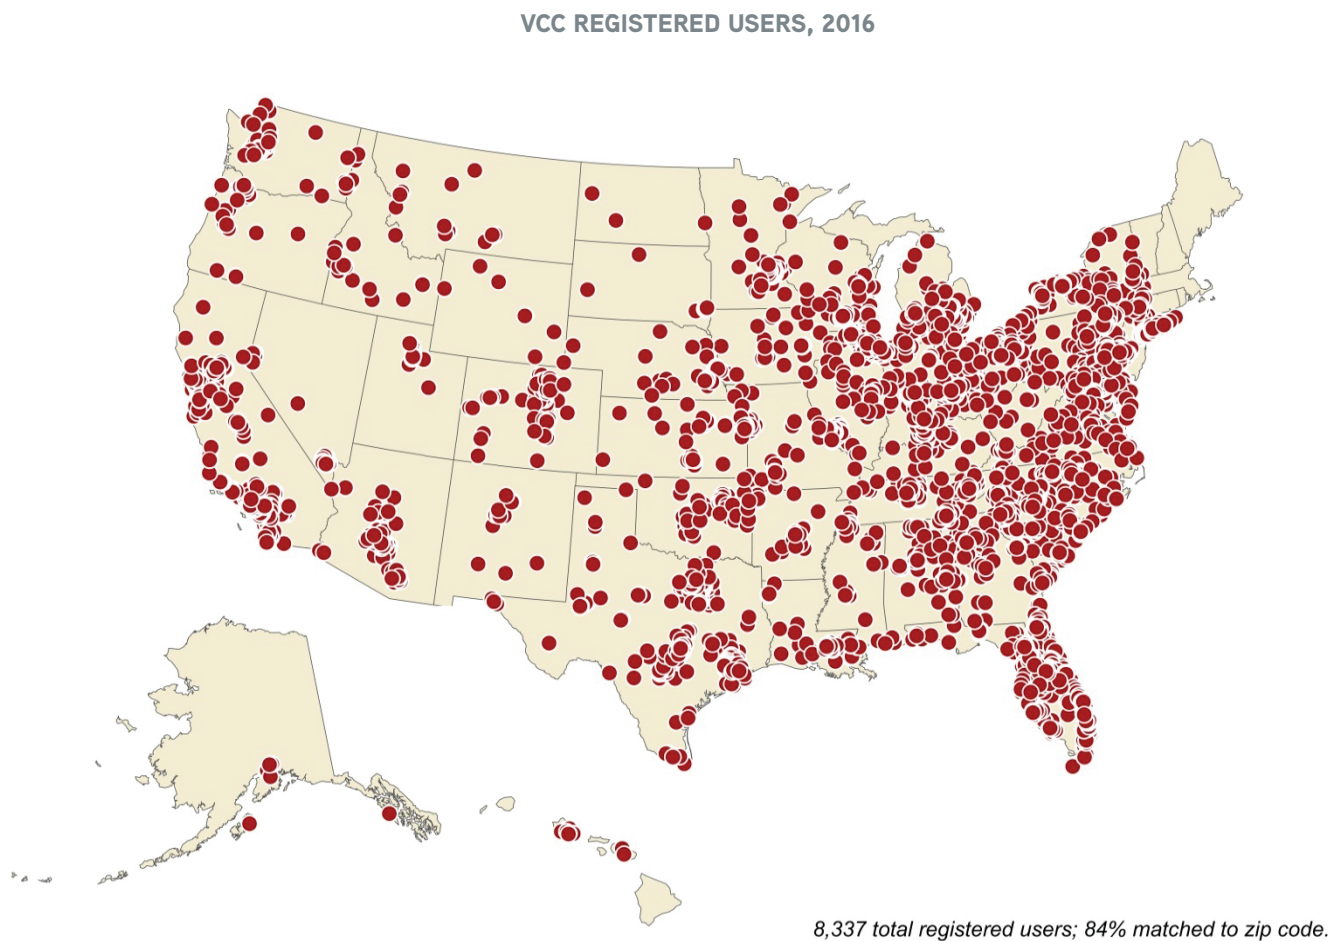 VCC REGISTERED USERS, 2016
8,337 total registered users; 84% matched to zip code.